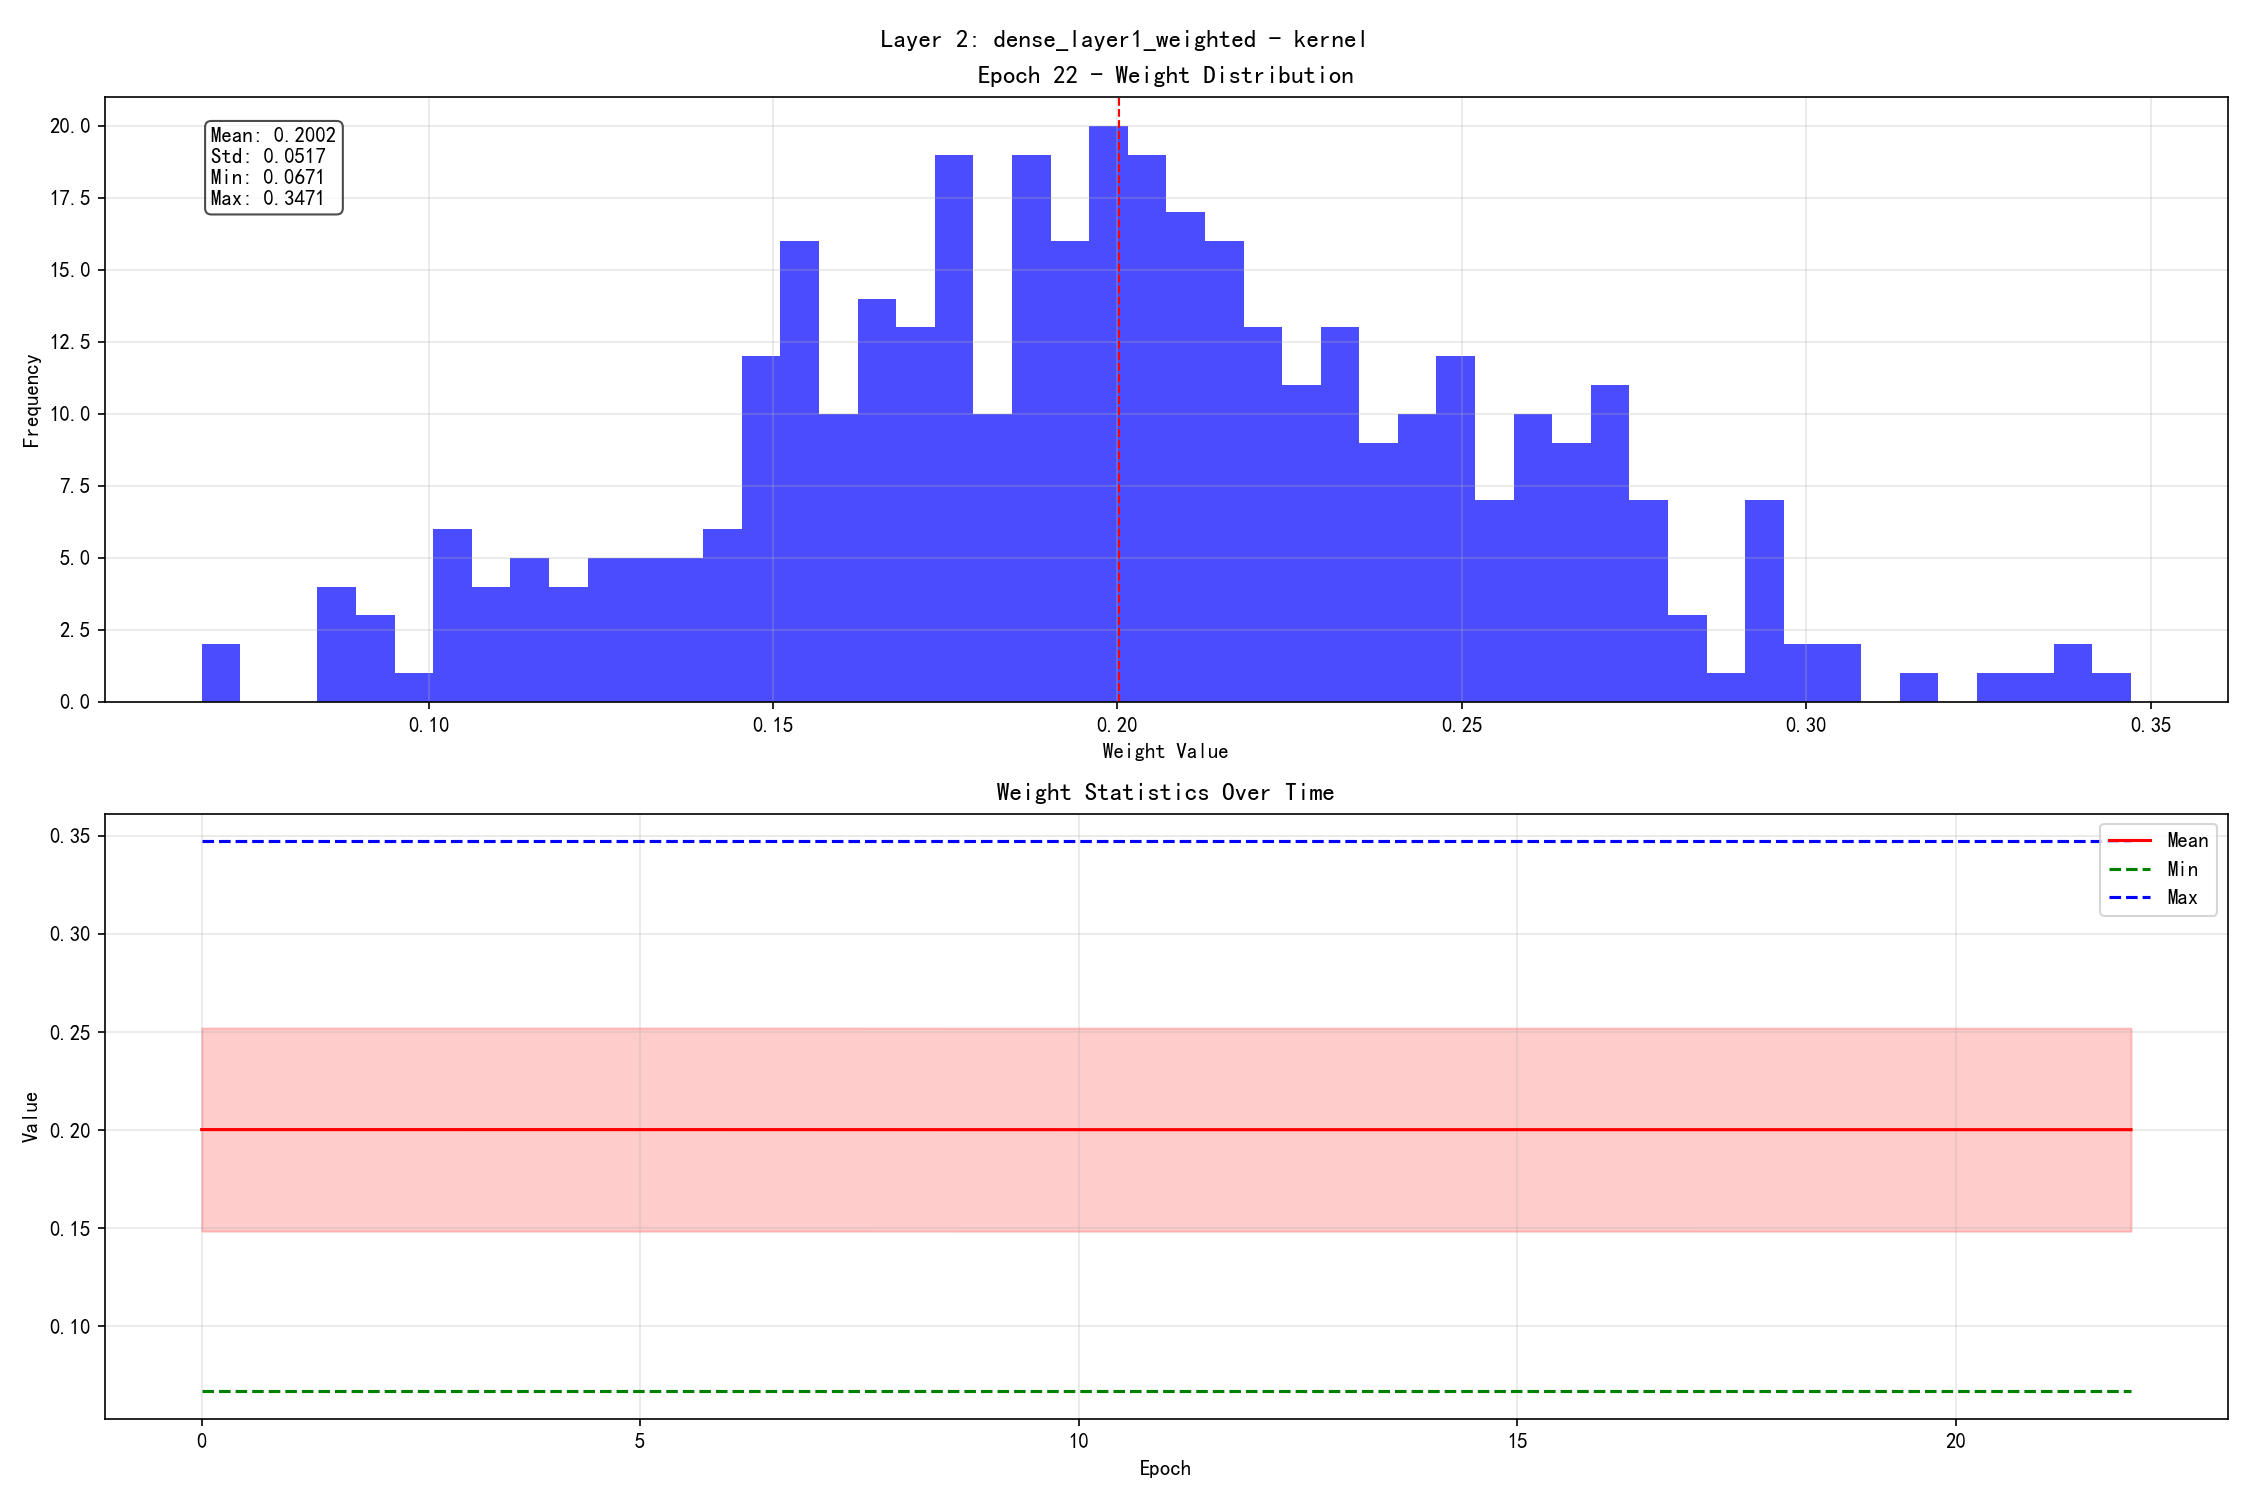 Layer 2: dense_layer1_weighted - kernel
Epoch 22 - Weight Distribution
20.0
17.5
15.0
12.5
10.0
7.5
5.0
2.5
0.0
Frequency
Mean: 0.2002
Std: 0.0517
Min: 0.0671
Max: 0.3471
0.10 0.15 0.20 0.25 0.30 0.35
Weight Value
Weight Statistics Over Time
0.35
0.30
0.25
0.20
0.15
0.10
Value
Mean
Min
Max
0 5 10 15 20
Epoch